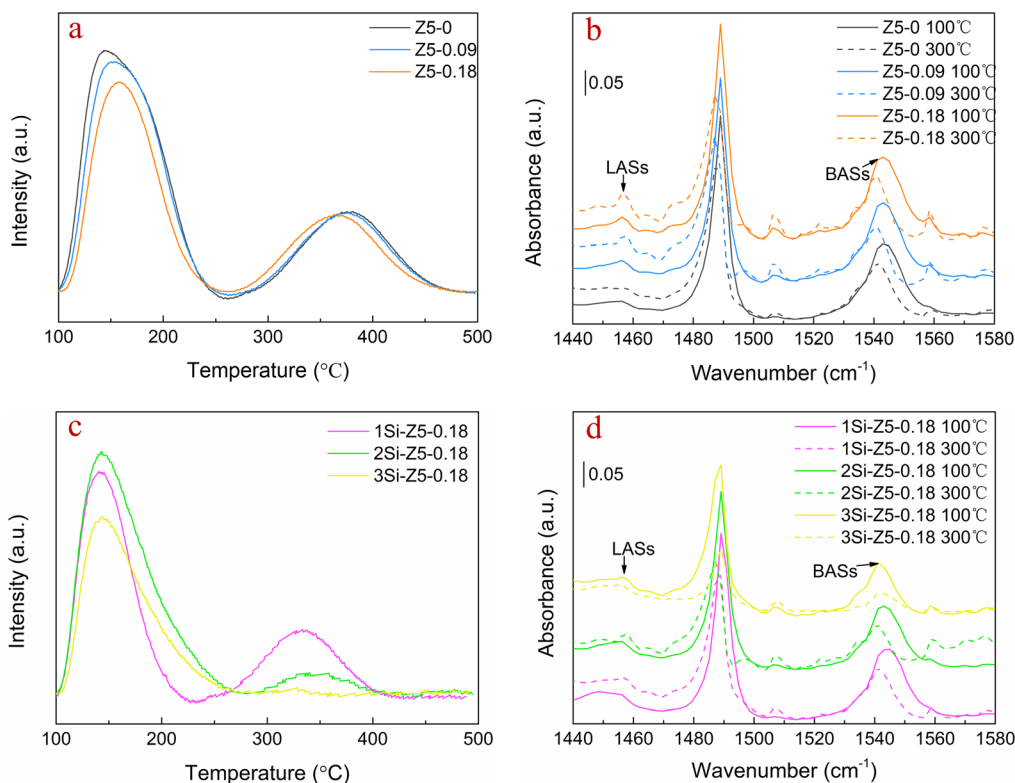 a
Z5-0
Z5-0.09
Z5-0.18
Intensity (a.u.)
100 200 300 400 500
Temperature (°C)
b
0.05
Z5-0 100℃
Z5-0 300℃
Z5-0.09 100℃
Z5-0.09 300℃
Z5-0.18 100℃
Z5-0.18 300℃
LASs
BASs
Absorbance (a.u.)
1440 1460 1480 1500 1520 1540 1560 1580
Wavenumber (cm-1)
c
1Si-Z5-0.18
2Si-Z5-0.18
3Si-Z5-0.18
Intensity (a.u.)
100 200 300 400 500
Temperature (°C)
d
0.05
1Si-Z5-0.18 100℃
1Si-Z5-0.18 300℃
2Si-Z5-0.18 100℃
2Si-Z5-0.18 300℃
3Si-Z5-0.18 100℃
3Si-Z5-0.18 300℃
LASs
BASs
Absorbance (a.u.)
1440 1460 1480 1500 1520 1540 1560 1580
Wavenumber (cm-1)